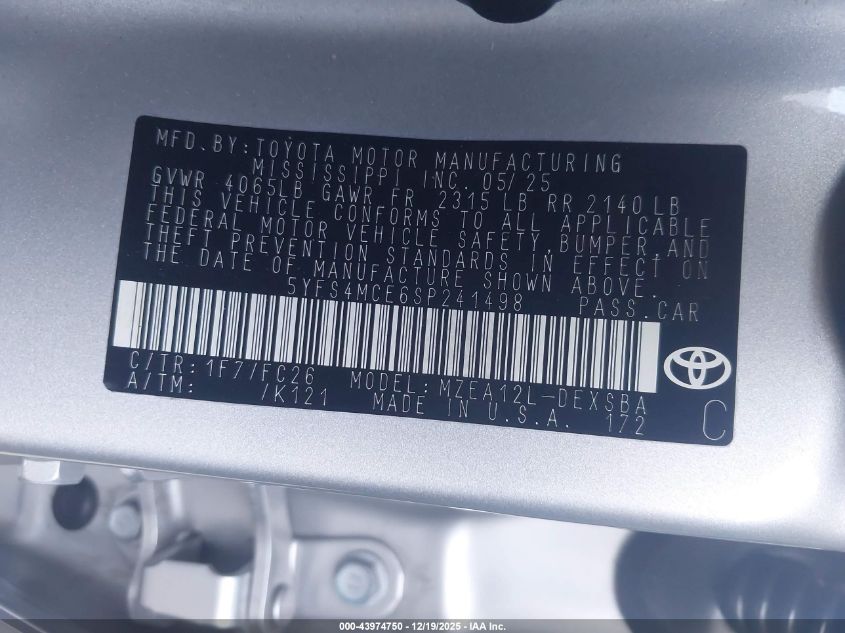 MFD.BY:TOYOTA MOTOR MANUFACTURING
MISSISSIPPI INC. 05/25
GVWR 4065LB GAWR FR 2315 LB RR 2140 LB
THIS VEHICLE CONFORMS TO ALL APPLICABLE
FEDERAL MOTOR VEHICLE SAFETY,BUMPER,AND
THEFT PREVENTION STANDARDS IN EFFECT ON
THE DATE OF MANUFACTURE SHOWN ABOVE.
5YFS4MCE6SP241498 PASS.CAR
C/TR: 1F7/FC26 MODEL: MZEA12L-DEXSBA
A/TM: /K121 MADE IN U.S.A. 172
C
000-43974750 • 12/19/2025 - IAA Inc.